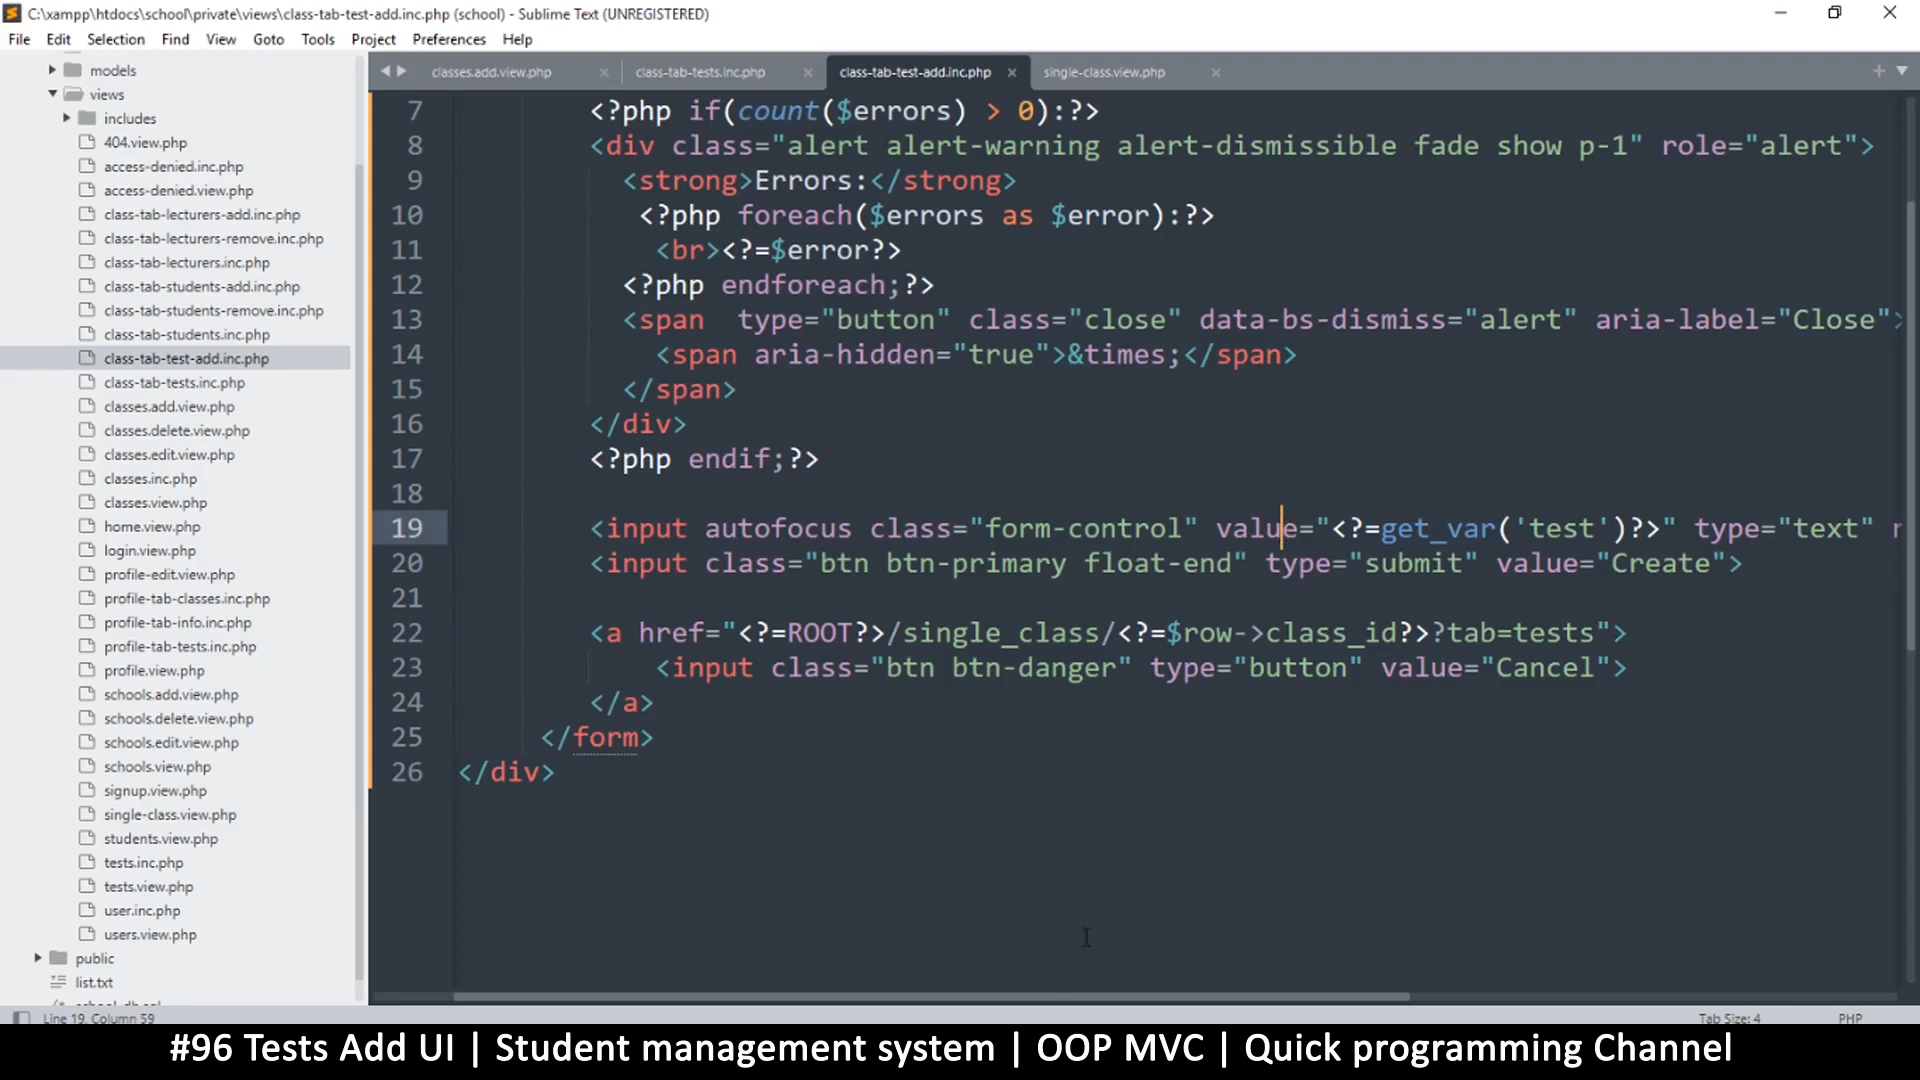 C:\xampp\htdocs\school\private\views\class-tab-test-add.inc.php (school) - Sublime Text (UNREGISTERED)
File Edit Selection Find View Goto Tools Project Preferences Help
models
views
includes
404.view.php
access-denied.inc.php
access-denied.view.php
class-tab-lecturers-add.inc.php
class-tab-lecturers-remove.inc.php
class-tab-lecturers.inc.php
class-tab-students-add.inc.php
class-tab-students-remove.inc.php
class-tab-students.inc.php
class-tab-test-add.inc.php
class-tab-tests.inc.php
classes.add.view.php
classes.delete.view.php
classes.edit.view.php
classes.inc.php
classes.view.php
home.view.php
login.view.php
profile-edit.view.php
profile-tab-classes.inc.php
profile-tab-info.inc.php
profile-tab-tests.inc.php
profile.view.php
schools.add.view.php
schools.delete.view.php
schools.edit.view.php
schools.view.php
signup.view.php
single-class.view.php
students.view.php
tests.inc.php
tests.view.php
user.inc.php
users.view.php
public
list.txt
classes.add.view.php class-tab-tests.inc.php class-tab-test-add.inc.php single-class.view.php
7 <?php if(count($errors) > 0):?>
8 <div class="alert alert-warning alert-dismissible fade show p-1" role="alert">
9 <strong>Errors:</strong>
10 <?php foreach($errors as $error):?>
11 <br><?=$error?>
12 <?php endforeach;?>
13 <span  type="button" class="close" data-bs-dismiss="alert" aria-label="Close">
14 <span aria-hidden="true">&times;</span>
15 </span>
16 </div>
17 <?php endif;?>
18
19 <input autofocus class="form-control" value="<?=get_var('test')?>" type="text" n
20 <input class="btn btn-primary float-end" type="submit" value="Create">
21
22 <a href="<?=ROOT?>/single_class/<?=$row->class_id?>?tab=tests">
23 <input class="btn btn-danger" type="button" value="Cancel">
24 </a>
25 </form>
26 </div>
Line 19, Column 59 Tab Size: 4 PHP
#96 Tests Add UI | Student management system | OOP MVC | Quick programming Channel